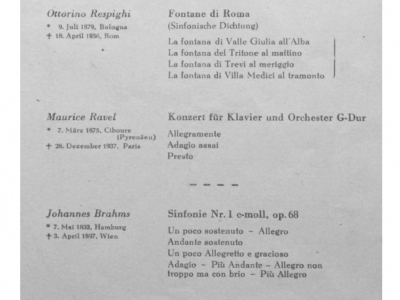 Ottorino Respighi
* 9. Juli 1879, Bologna
† 18. April 1936, Rom
Fontane di Roma
(Sinfonische Dichtung)
La fontana di Valle Giulia all'Alba
La fontana del Tritone al mattino
La fontana di Trevi al meriggio
La fontana di Villa Medici al tramonto
Maurice Ravel
* 7. März 1875, Ciboure
(Pyrenäen)
† 28. Dezember 1937, Paris
Konzert für Klavier und Orchester G-Dur
Allegramente
Adagio assai
Presto
Johannes Brahms
* 7. Mai 1833, Hamburg
† 3. April 1897, Wien
Sinfonie Nr. 1 c-moll, op. 68
Un poco sostenuto - Allegro
Andante sostenuto
Un poco Allegretto e gracioso
Adagio - Più Andante - Allegro non
troppo ma con brio - Più Allegro